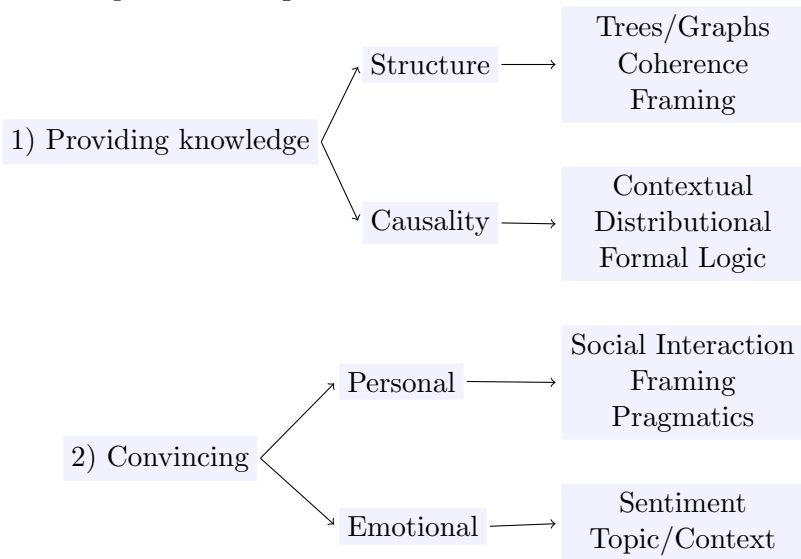 1) Providing knowledge
Structure
Trees/Graphs
Coherence
Framing
Causality
Contextual
Distributional
Formal Logic
2) Convincing
Personal
Social Interaction
Framing
Pragmatics
Emotional
Sentiment
Topic/Context